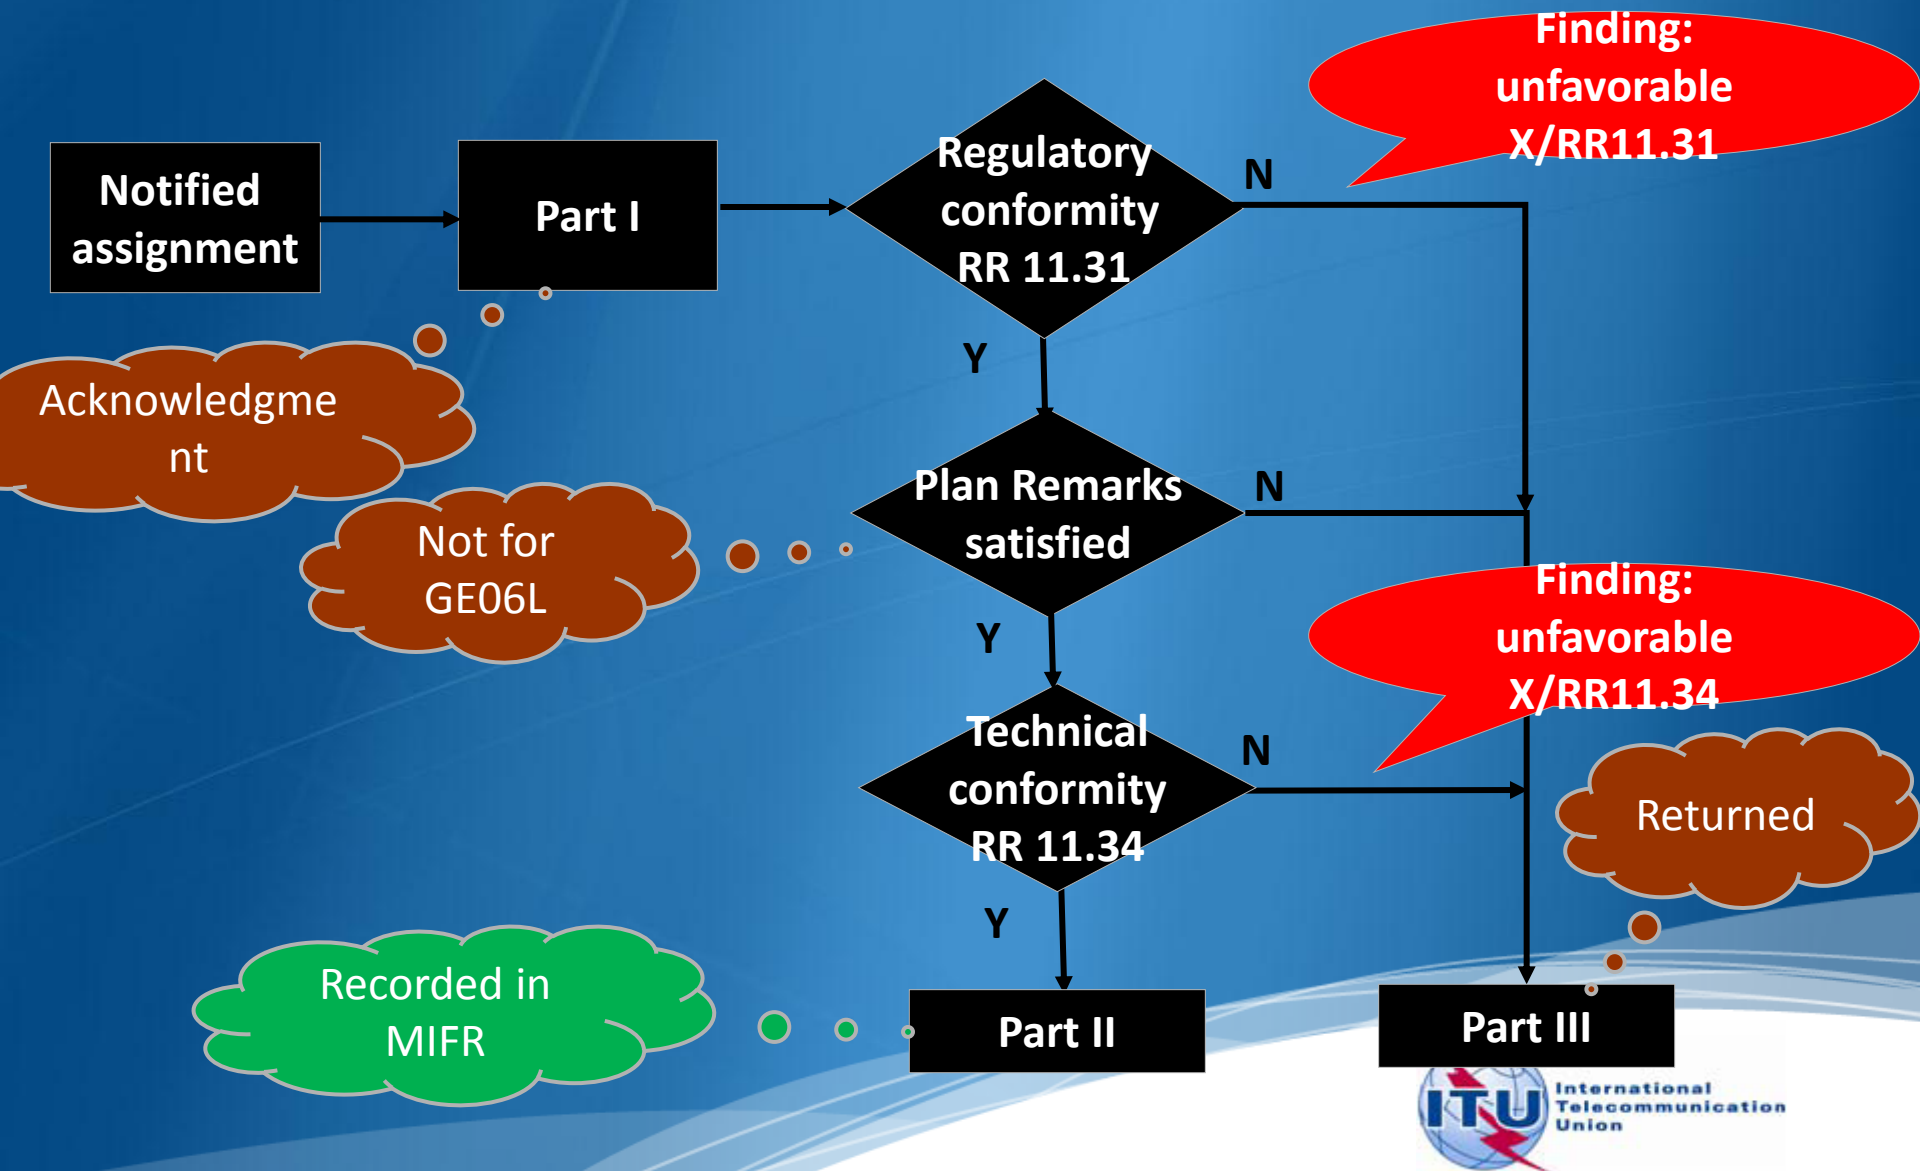 Finding:
unfavorable
X/RR11.31
Notified
assignment
Part I
Regulatory
conformity
RR 11.31
N
Y
Acknowledgme
nt
Plan Remarks
satisfied
N
Not for
GE06L
Y
Finding:
unfavorable
X/RR11.34
Technical
conformity
RR 11.34
N
Returned
Y
Recorded in
MIFR
Part II
Part III
ITU
International
Telecommunication
Union